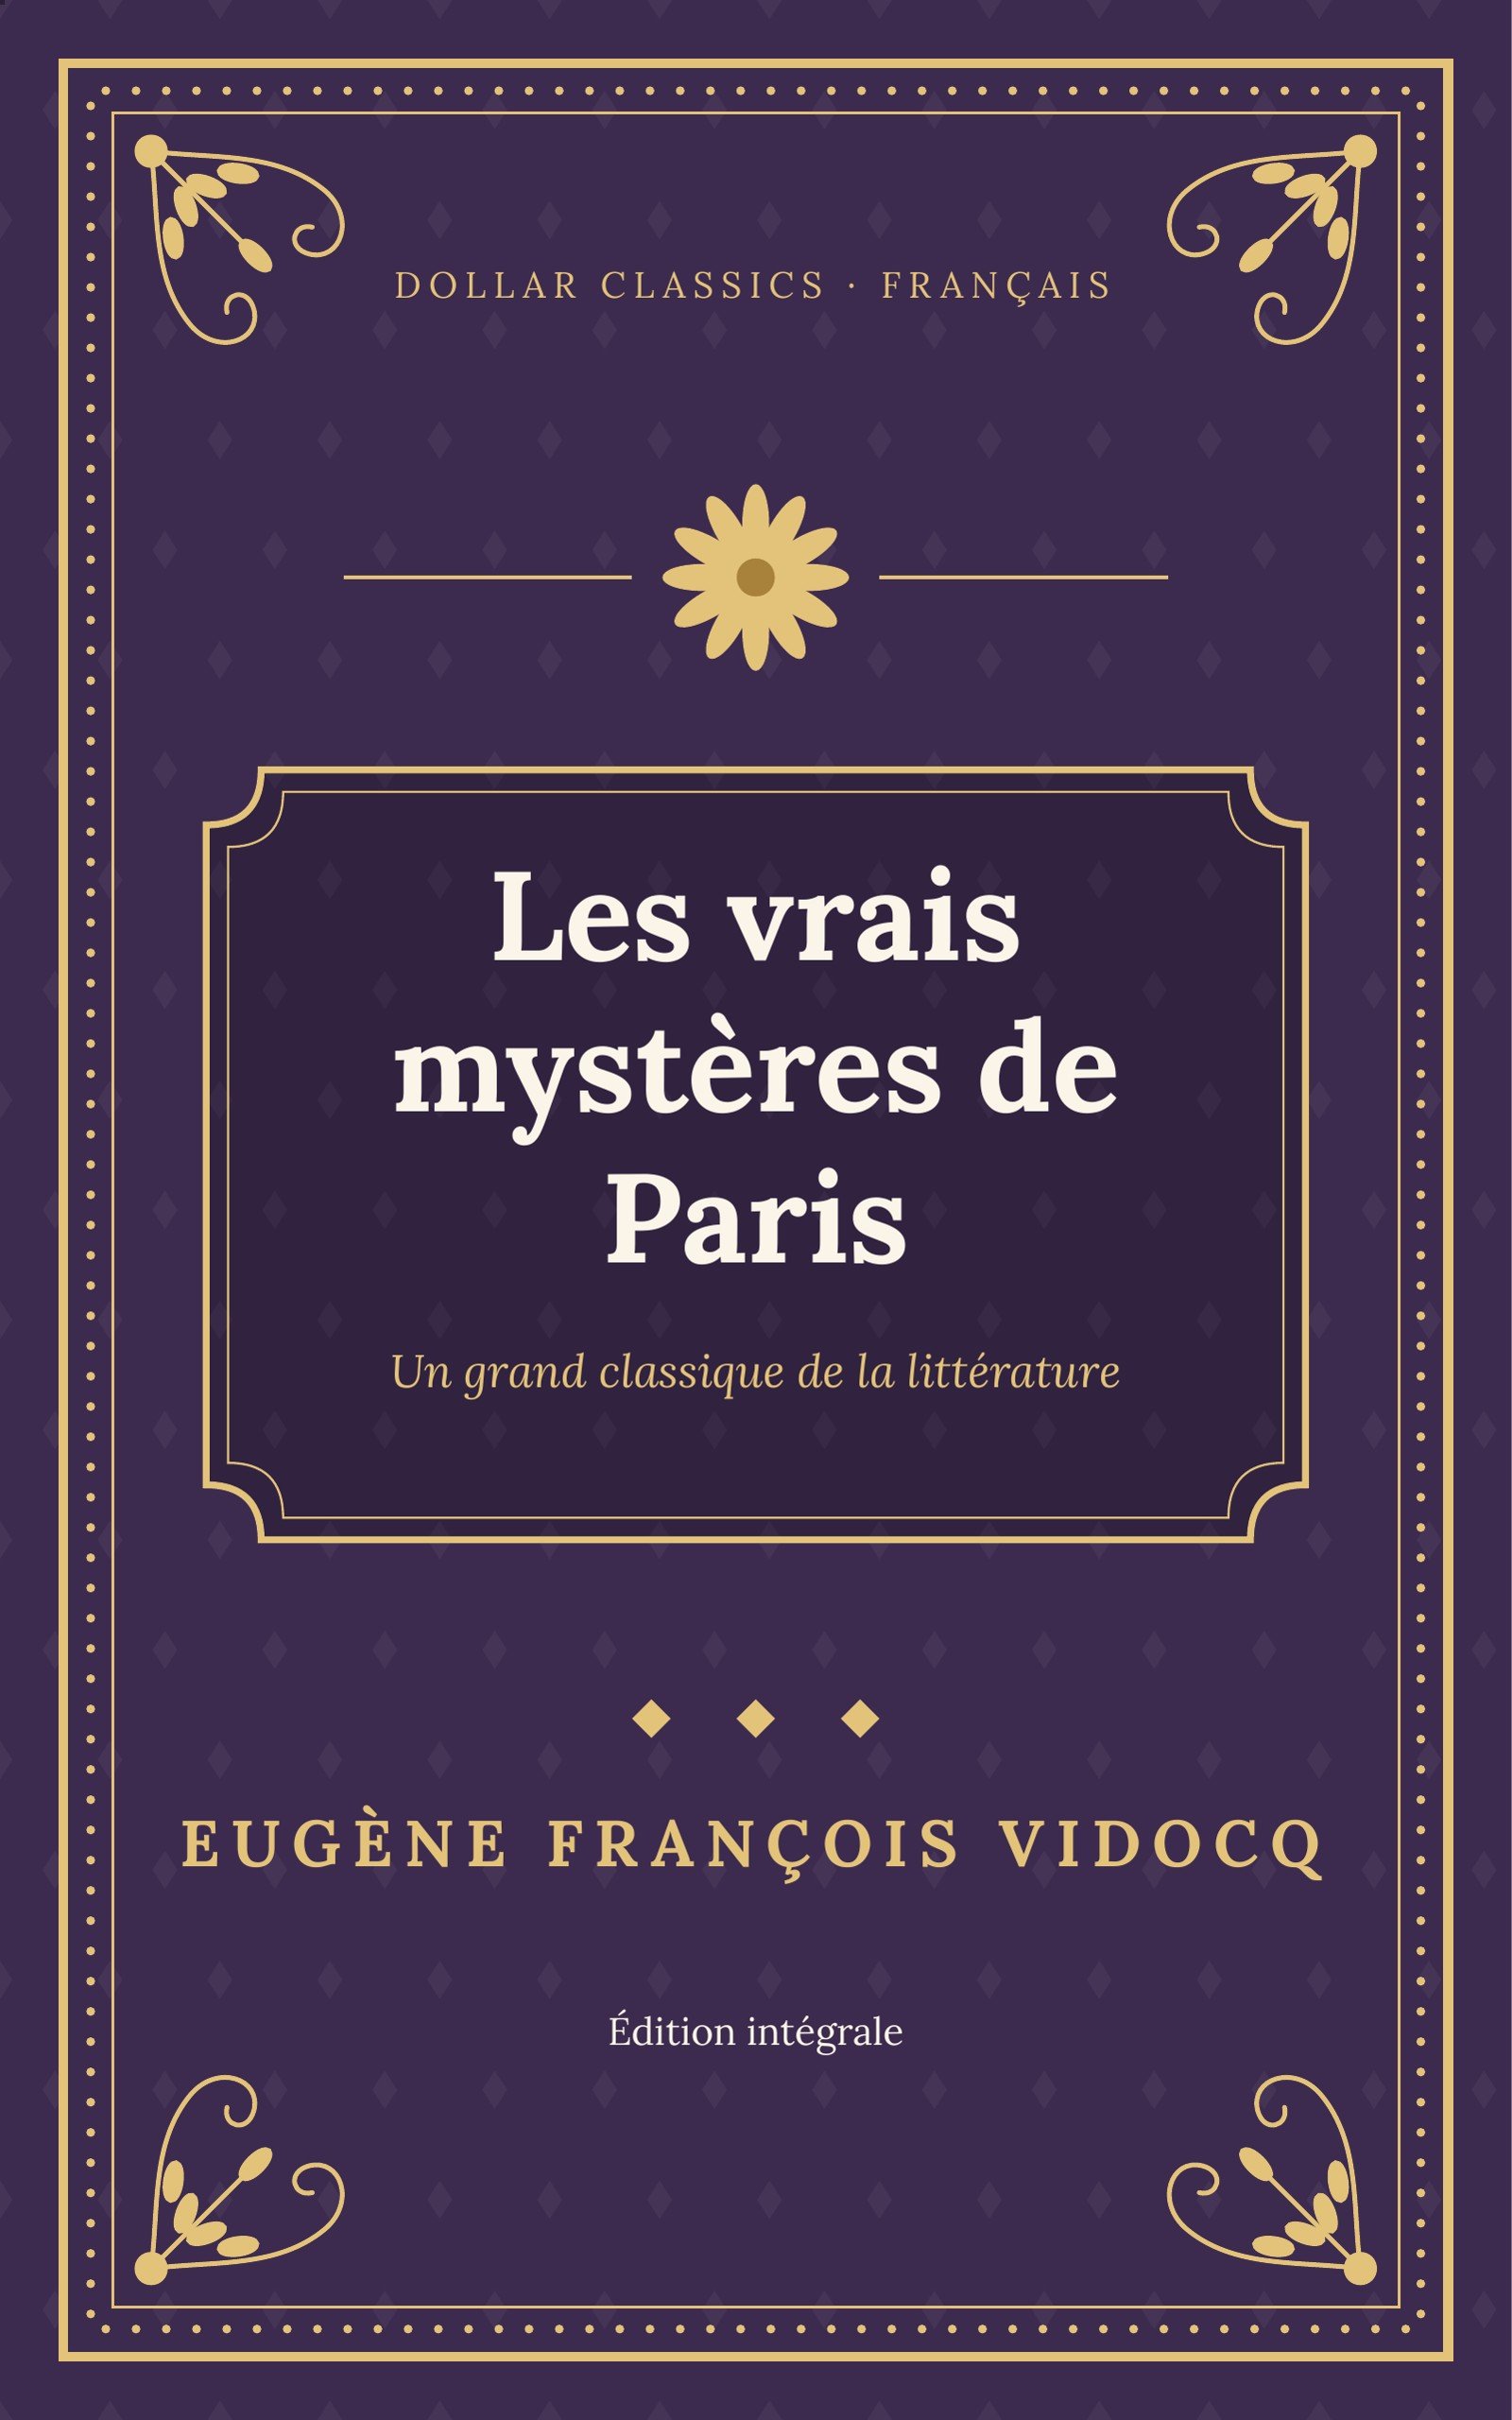 DOLLAR CLASSICS · FRANÇAIS
Les vrais
mystères de
Paris
Un grand classique de la littérature
EUGÈNE FRANÇOIS VIDOCQ
Édition intégrale